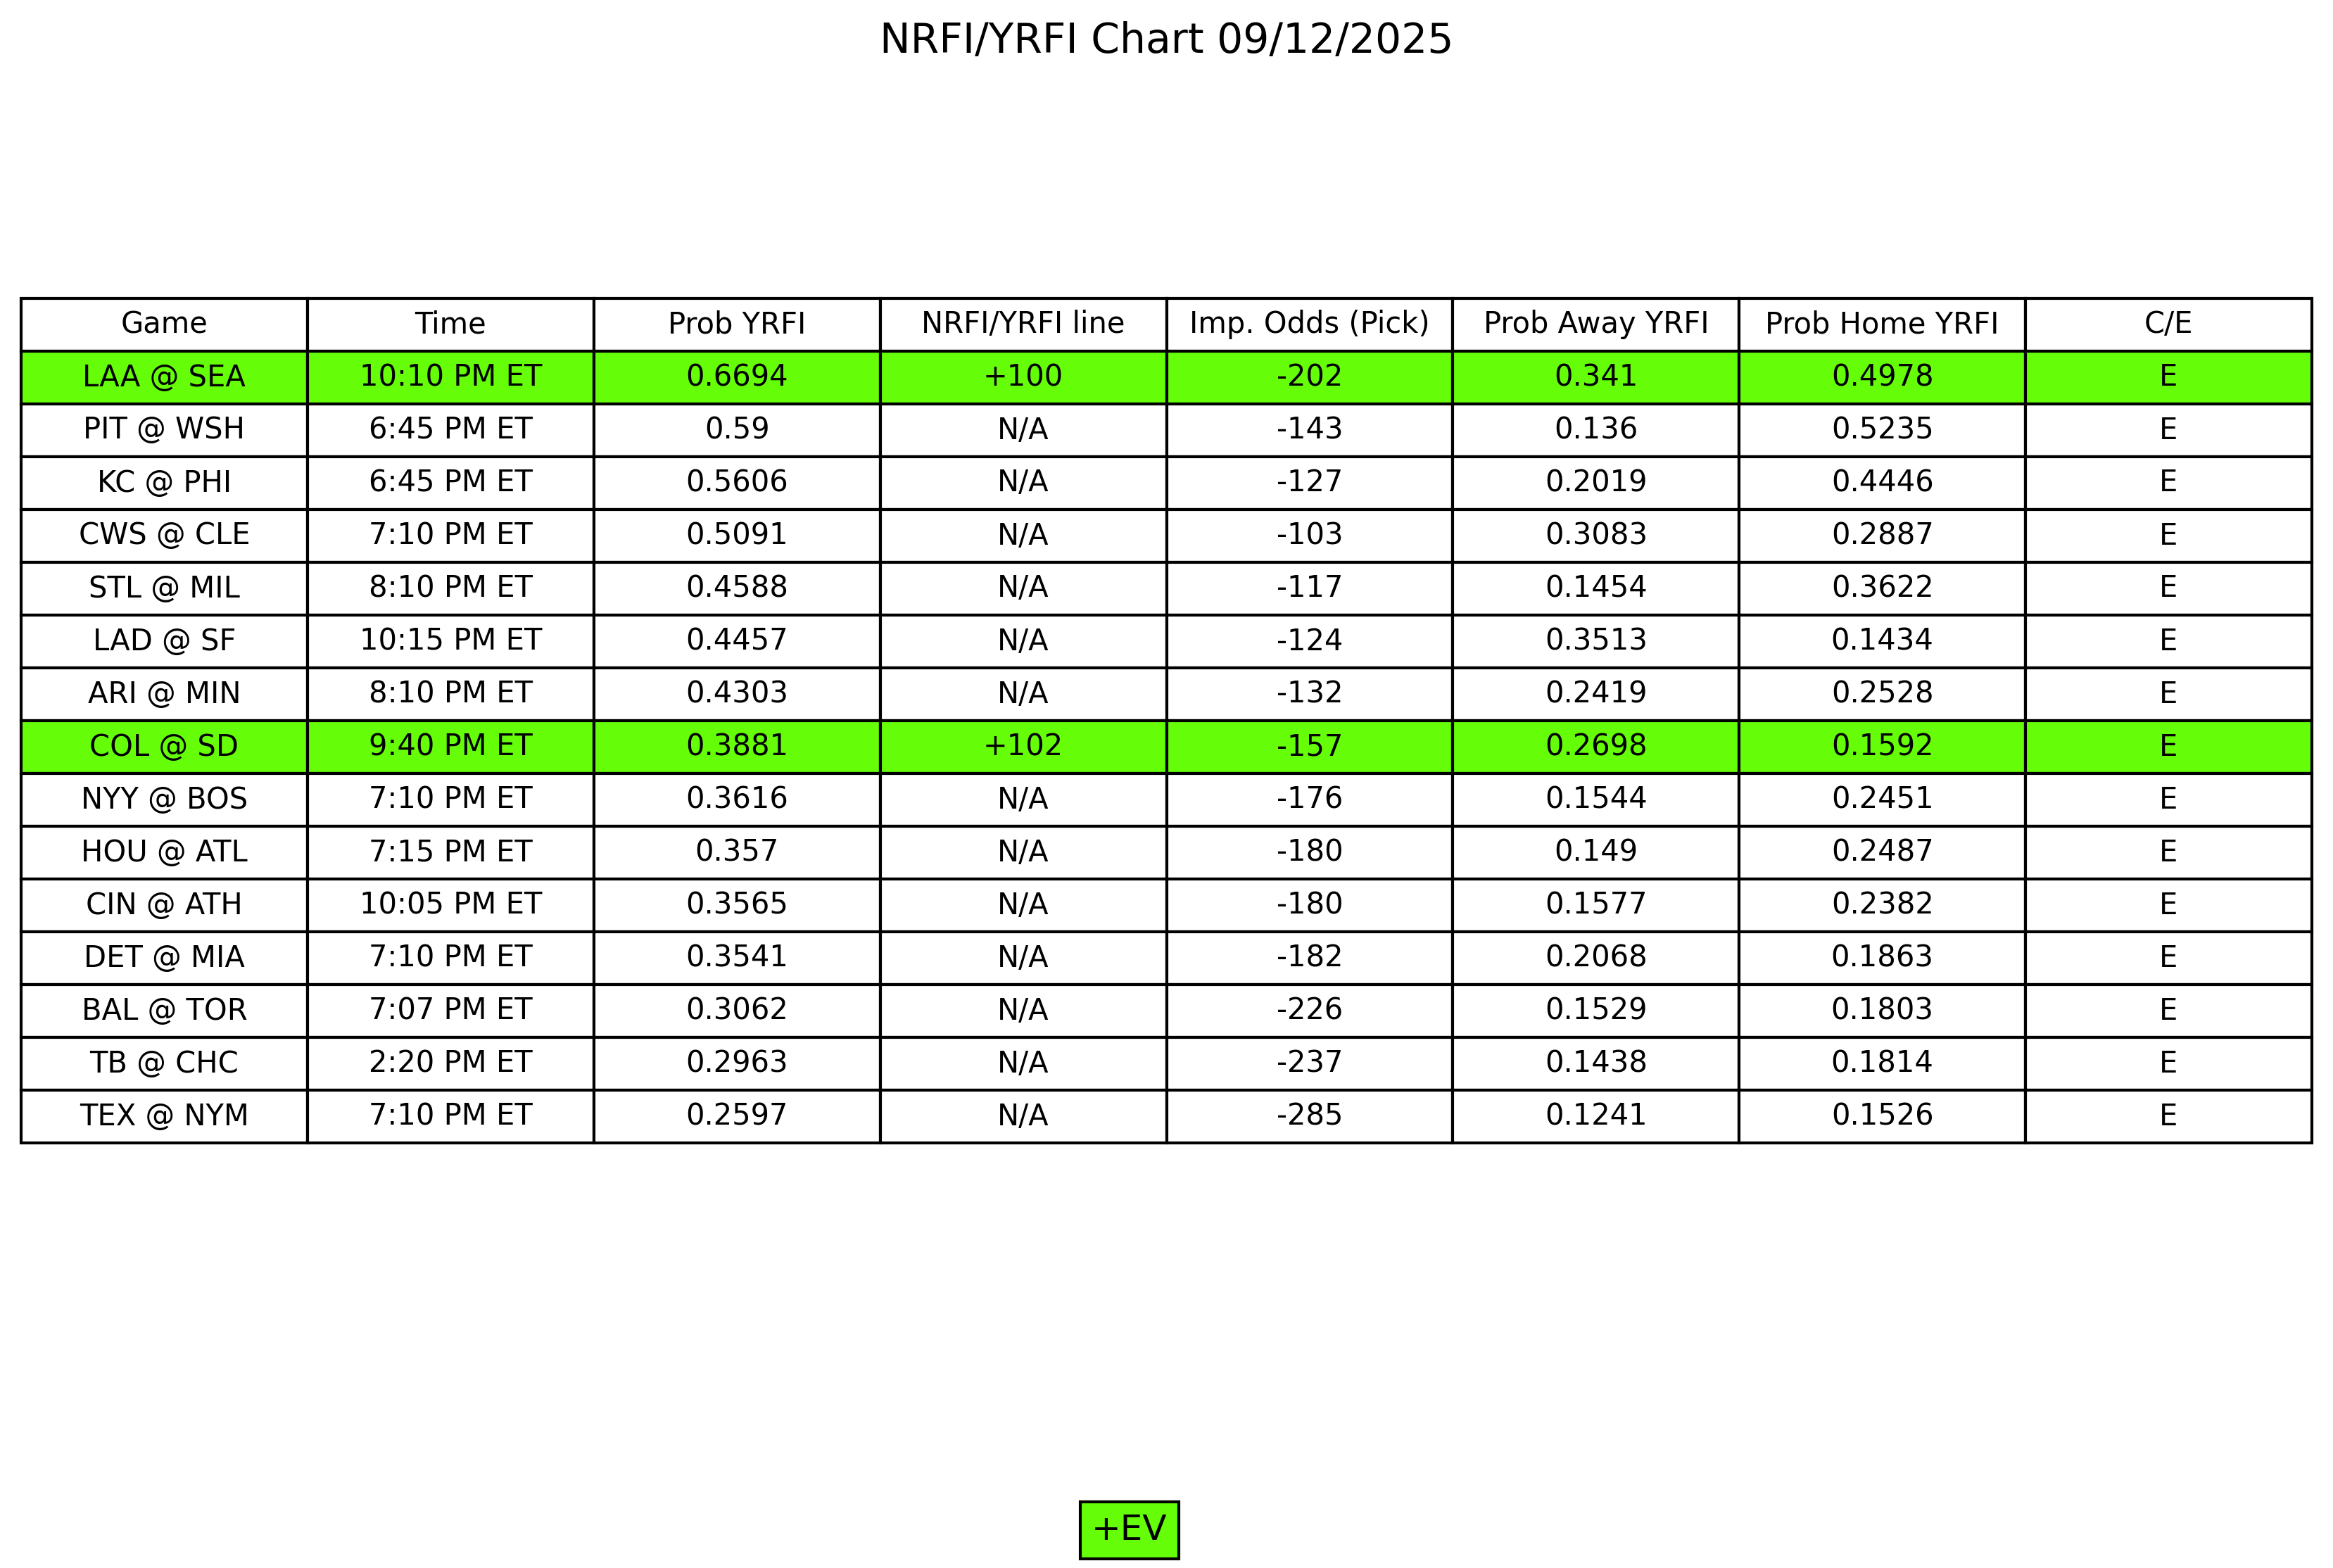 NRFI/YRFI Chart 09/12/2025
Game Time Prob YRFI NRFI/YRFI line Imp. Odds (Pick) Prob Away YRFI Prob Home YRFI C/E
LAA @ SEA 10:10 PM ET 0.6694 +100 -202 0.341 0.4978 E
PIT @ WSH 6:45 PM ET 0.59 N/A -143 0.136 0.5235 E
KC @ PHI 6:45 PM ET 0.5606 N/A -127 0.2019 0.4446 E
CWS @ CLE 7:10 PM ET 0.5091 N/A -103 0.3083 0.2887 E
STL @ MIL 8:10 PM ET 0.4588 N/A -117 0.1454 0.3622 E
LAD @ SF 10:15 PM ET 0.4457 N/A -124 0.3513 0.1434 E
ARI @ MIN 8:10 PM ET 0.4303 N/A -132 0.2419 0.2528 E
COL @ SD 9:40 PM ET 0.3881 +102 -157 0.2698 0.1592 E
NYY @ BOS 7:10 PM ET 0.3616 N/A -176 0.1544 0.2451 E
HOU @ ATL 7:15 PM ET 0.357 N/A -180 0.149 0.2487 E
CIN @ ATH 10:05 PM ET 0.3565 N/A -180 0.1577 0.2382 E
DET @ MIA 7:10 PM ET 0.3541 N/A -182 0.2068 0.1863 E
BAL @ TOR 7:07 PM ET 0.3062 N/A -226 0.1529 0.1803 E
TB @ CHC 2:20 PM ET 0.2963 N/A -237 0.1438 0.1814 E
TEX @ NYM 7:10 PM ET 0.2597 N/A -285 0.1241 0.1526 E
+EV